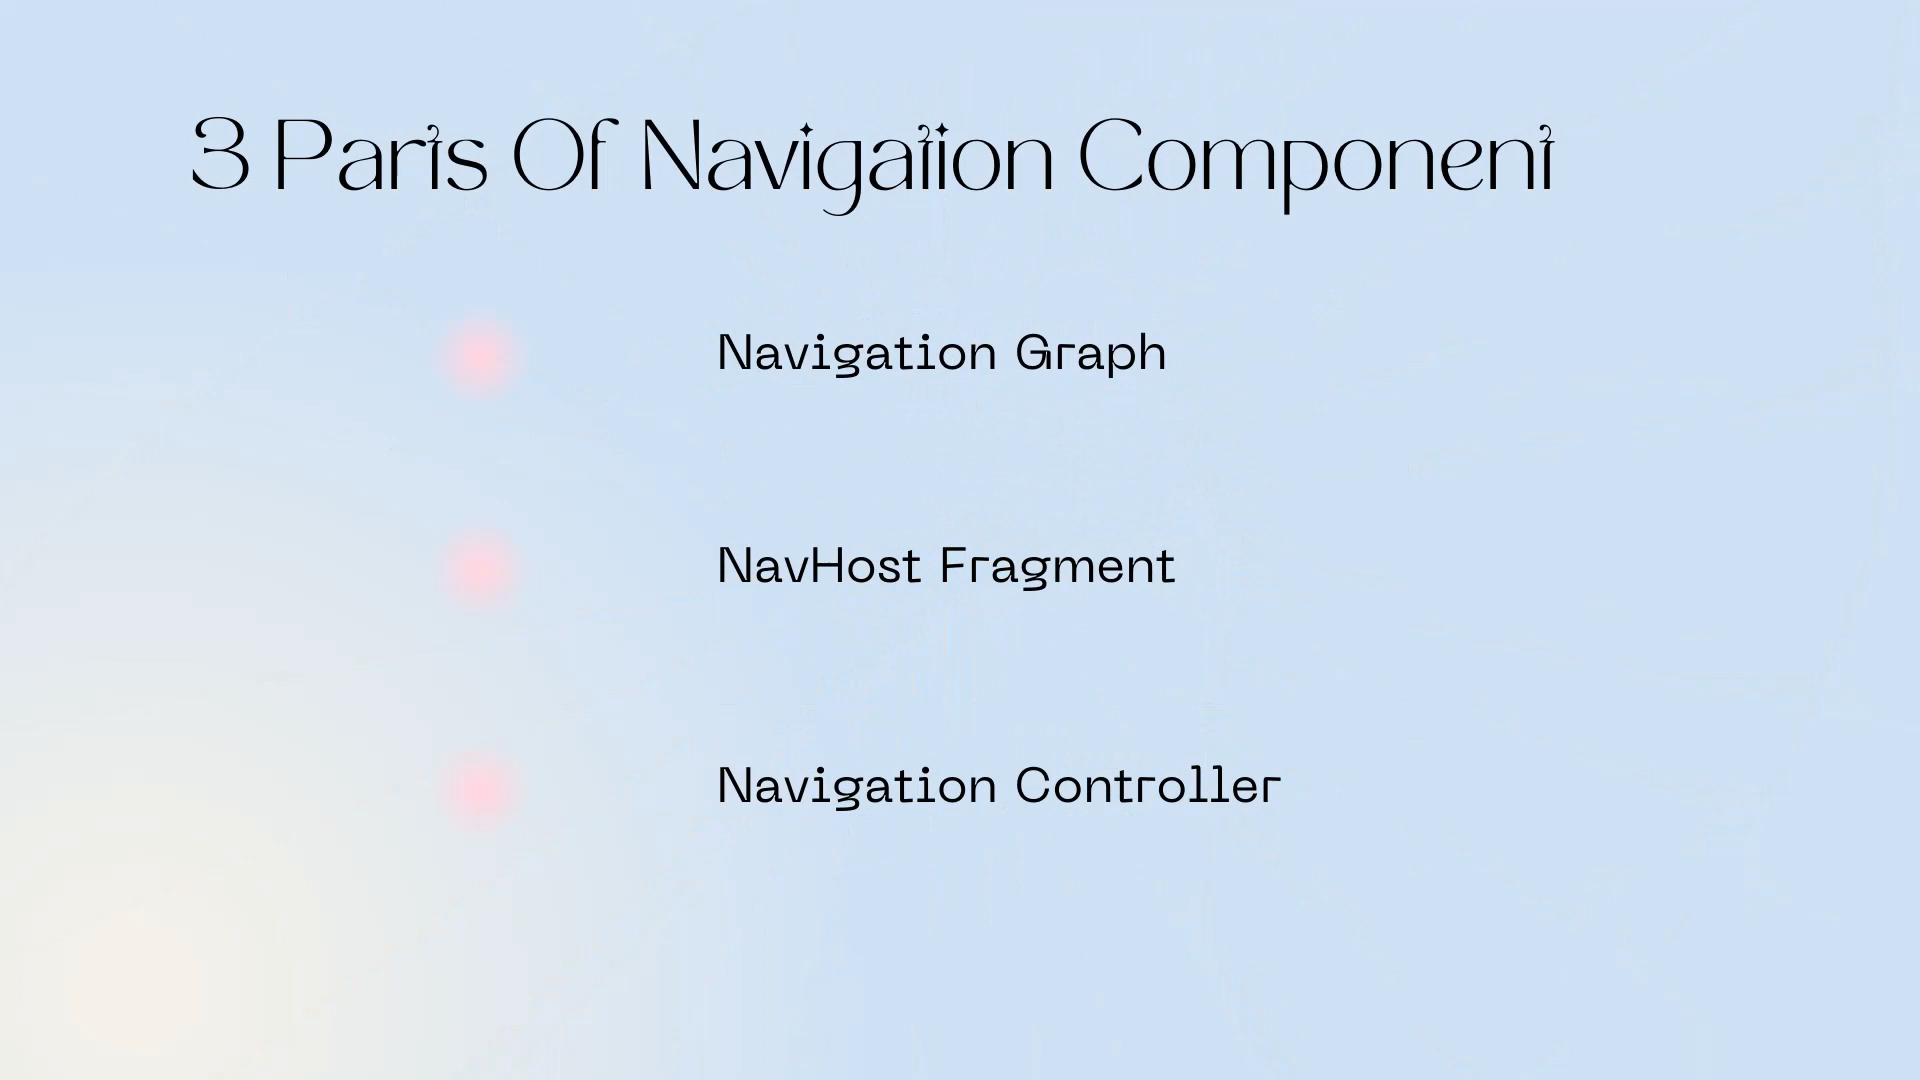 3 Parts Of Navigation Component
Navigation Graph
NavHost Fragment
Navigation Controller